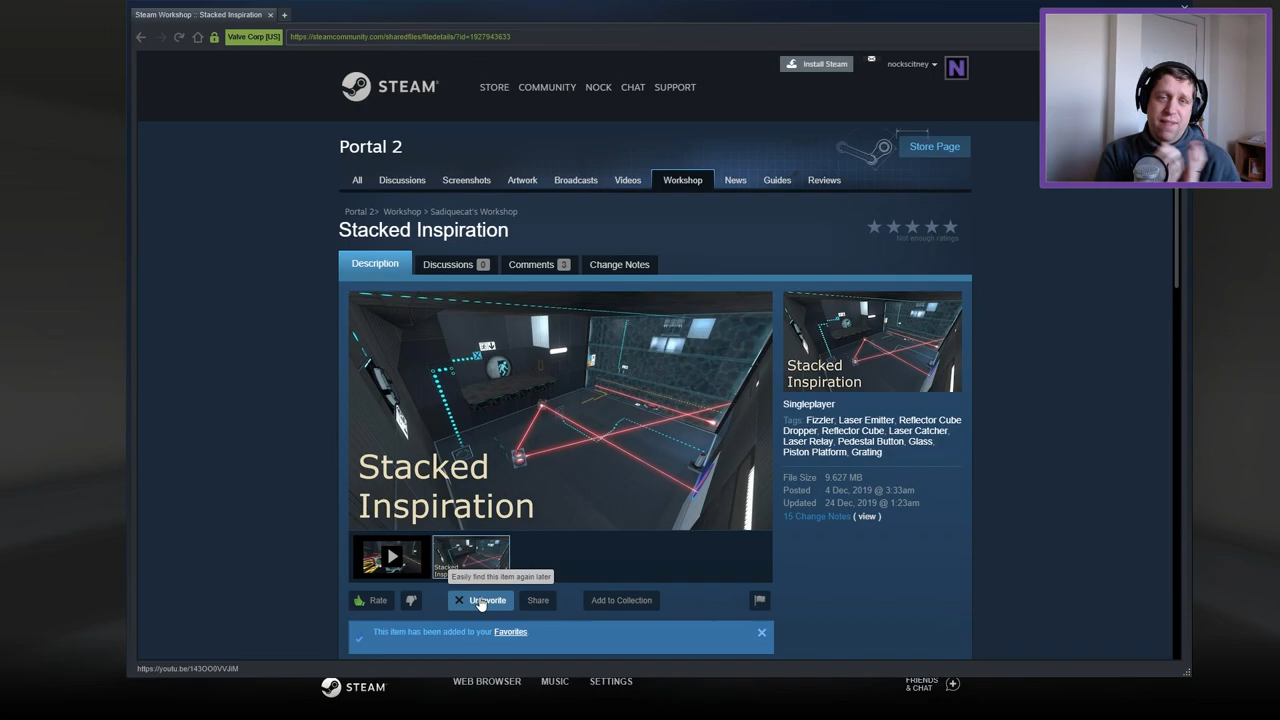 Steam Workshop :: Stacked Inspiration
Valve Corp [US]
https://steamcommunity.com/sharedfiles/filedetails/?id=1927943633
Install Steam
nockscitney
N
STEAM
STORE COMMUNITY NOCK CHAT SUPPORT
Portal 2
Store Page
All Discussions Screenshots Artwork Broadcasts Videos Workshop News Guides Reviews
Portal 2 > Workshop > Sadiquecat's Workshop
Stacked Inspiration
Not enough ratings
Description Discussions 0 Comments 3 Change Notes
Stacked
Inspiration
Stacked
Inspiration
Singleplayer
Tags: Fizzler, Laser Emitter, Reflector Cube
Dropper, Reflector Cube, Laser Catcher,
Laser Relay, Pedestal Button, Glass,
Piston Platform, Grating
File Size 9.627 MB
Posted 4 Dec, 2019 @ 3:33am
Updated 24 Dec, 2019 @ 1:23am
15 Change Notes ( view )
Stacked
Easily find this item again later
Rate
Unfavorite
Share
Add to Collection
This item has been added to your Favorites.
https://youtu.be/143OO0VVJiM
STEAM
WEB BROWSER MUSIC SETTINGS
FRIENDS
& CHAT